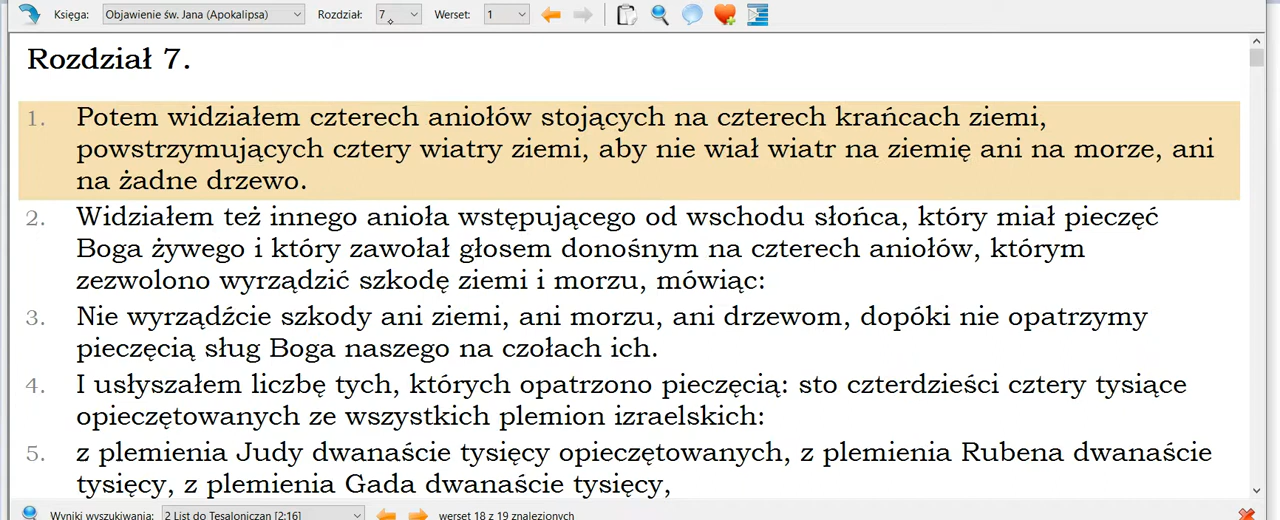 Księga: Objawienie św. Jana (Apokalipsa) Rozdział: 7 Werset: 1
Rozdział 7.
1. Potem widziałem czterech aniołów stojących na czterech krańcach ziemi,
powstrzymujących cztery wiatry ziemi, aby nie wiał wiatr na ziemię ani na morze, ani
na żadne drzewo.
2. Widziałem też innego anioła wstępującego od wschodu słońca, który miał pieczęć
Boga żywego i który zawołał głosem donośnym na czterech aniołów, którym
zezwolono wyrządzić szkodę ziemi i morzu, mówiąc:
3. Nie wyrządźcie szkody ani ziemi, ani morzu, ani drzewom, dopóki nie opatrzymy
pieczęcią sług Boga naszego na czołach ich.
4. I usłyszałem liczbę tych, których opatrzono pieczęcią: sto czterdzieści cztery tysiące
opieczętowanych ze wszystkich plemion izraelskich:
5. z plemienia Judy dwanaście tysięcy opieczętowanych, z plemienia Rubena dwanaście
tysięcy, z plemienia Gada dwanaście tysięcy,
Wyniki wyszukiwania: 2 List do Tesaloniczan [2:16] werset 18 z 19 znalezionych